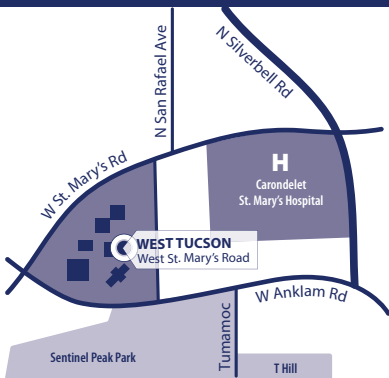 N San Rafael Ave
N Silverbell Rd
W St. Mary's Rd
H
Carondelet
St. Mary's Hospital
WEST TUCSON
West St. Mary's Road
W Anklam Rd
Tumamoc
Sentinel Peak Park
T Hill